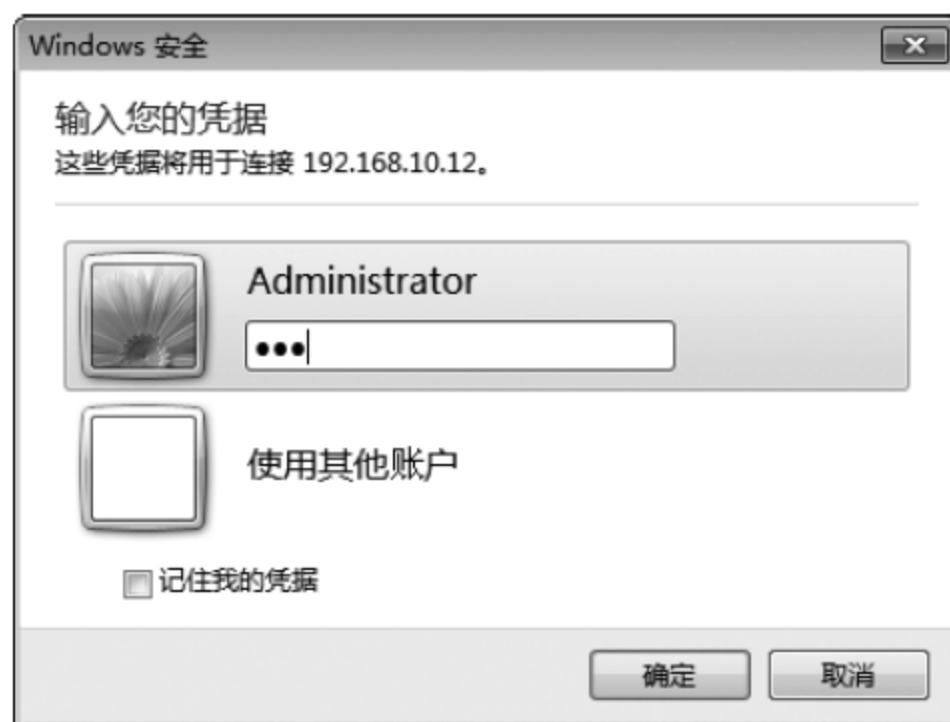 Windows 安全
输入您的凭据
这些凭据将用于连接 192.168.10.12。
Administrator
●●●
使用其他账户
记住我的凭据
确定
取消